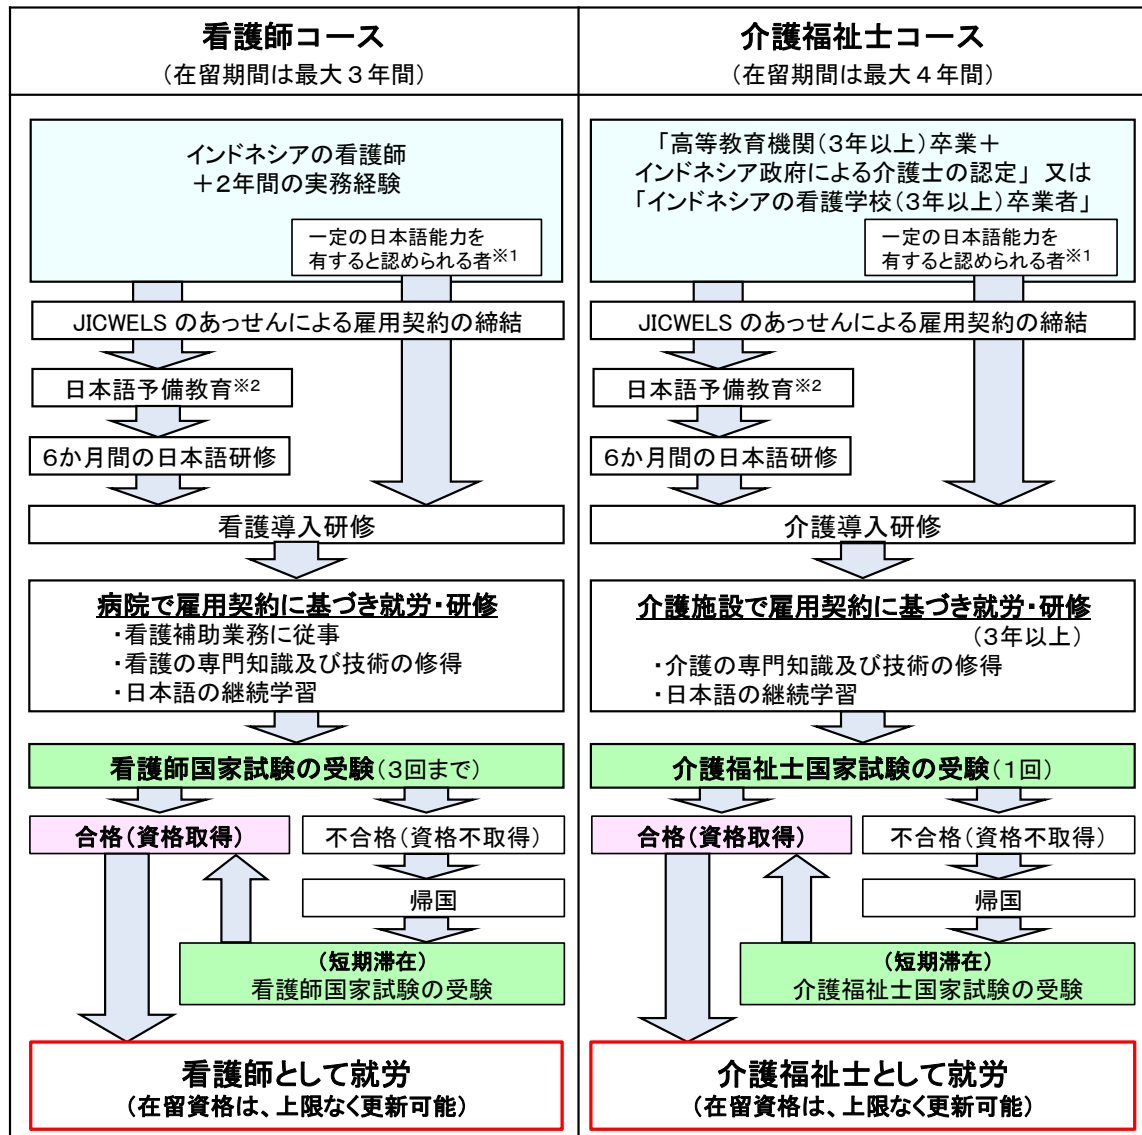 看護師コース
（在留期間は最大３年間）
インドネシアの看護師
＋２年間の実務経験
一定の日本語能力を
有すると認められる者※1
JICWELS のあっせんによる雇用契約の締結
日本語予備教育※2
６か月間の日本語研修
看護導入研修
病院で雇用契約に基づき就労・研修
・看護補助業務に従事
・看護の専門知識及び技術の修得
・日本語の継続学習
看護師国家試験の受験（３回まで）
合格（資格取得）
不合格（資格不取得）
帰国
（短期滞在）
看護師国家試験の受験
看護師として就労
（在留資格は、上限なく更新可能）
介護福祉士コース
（在留期間は最大４年間）
「高等教育機関（３年以上）卒業＋
インドネシア政府による介護士の認定」 又は
「インドネシアの看護学校（３年以上）卒業者」
一定の日本語能力を
有すると認められる者※1
JICWELS のあっせんによる雇用契約の締結
日本語予備教育※2
６か月間の日本語研修
介護導入研修
介護施設で雇用契約に基づき就労・研修
（３年以上）
・介護の専門知識及び技術の修得
・日本語の継続学習
介護福祉士国家試験の受験（１回）
合格（資格取得）
不合格（資格不取得）
帰国
（短期滞在）
介護福祉士国家試験の受験
介護福祉士として就労
（在留資格は、上限なく更新可能）